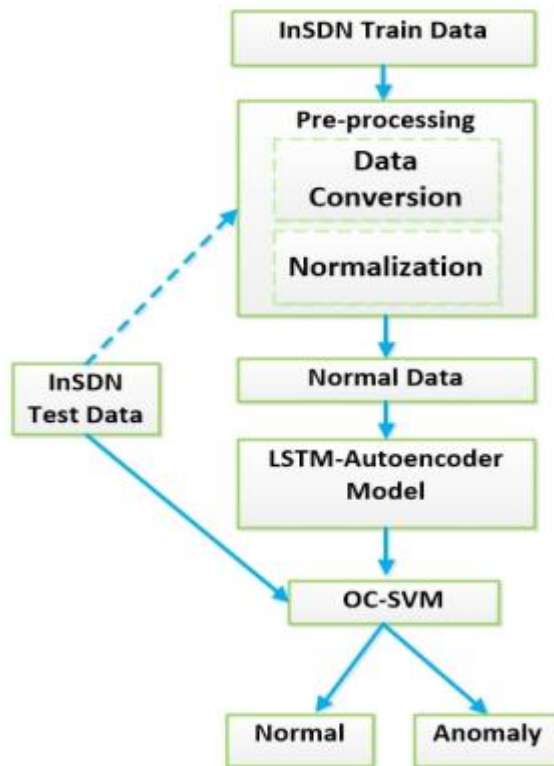 InSDN Train Data
Pre-processing
Data
Conversion
Normalization
InSDN
Test Data
Normal Data
LSTM-Autoencoder
Model
OC-SVM
Normal
Anomaly